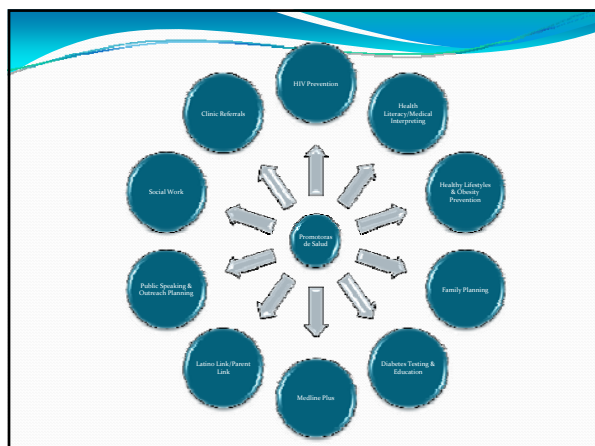 HIV Prevention
Health
Literacy/Medical
Interpreting
Healthy Lifestyles
& Obesity
Prevention
Family Planning
Diabetes Testing &
Education
Medline Plus
Latino Link/Parent
Link
Public Speaking &
Outreach Planning
Social Work
Clinic Referrals
Promotoras
de Salud